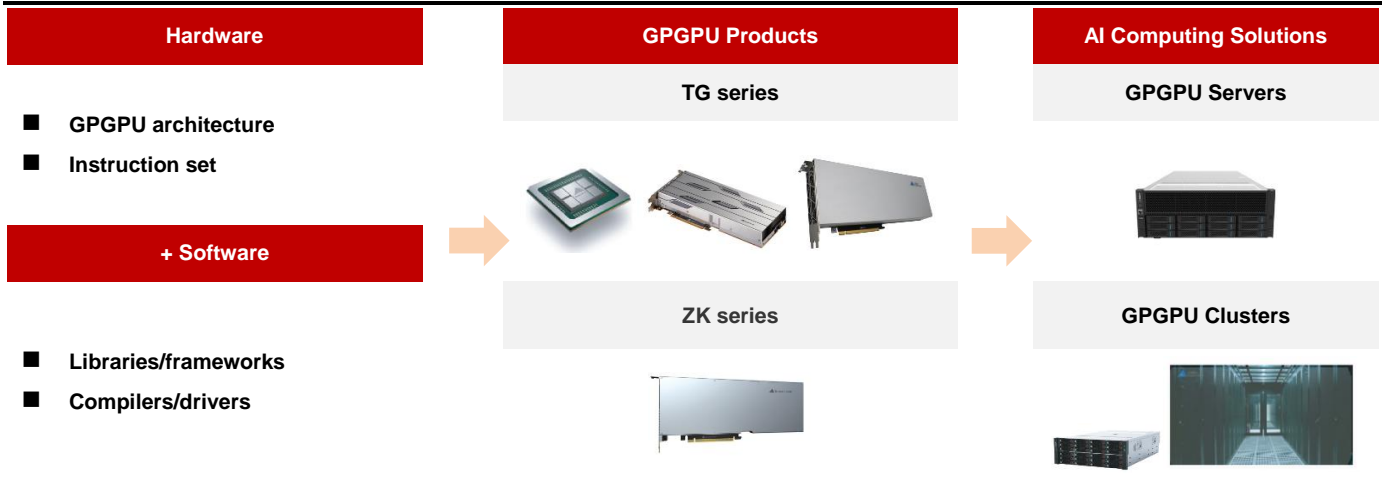 Hardware
GPGPU architecture
Instruction set
+ Software
Libraries/frameworks
Compilers/drivers
GPGPU Products
TG series
ZK series
AI Computing Solutions
GPGPU Servers
GPGPU Clusters